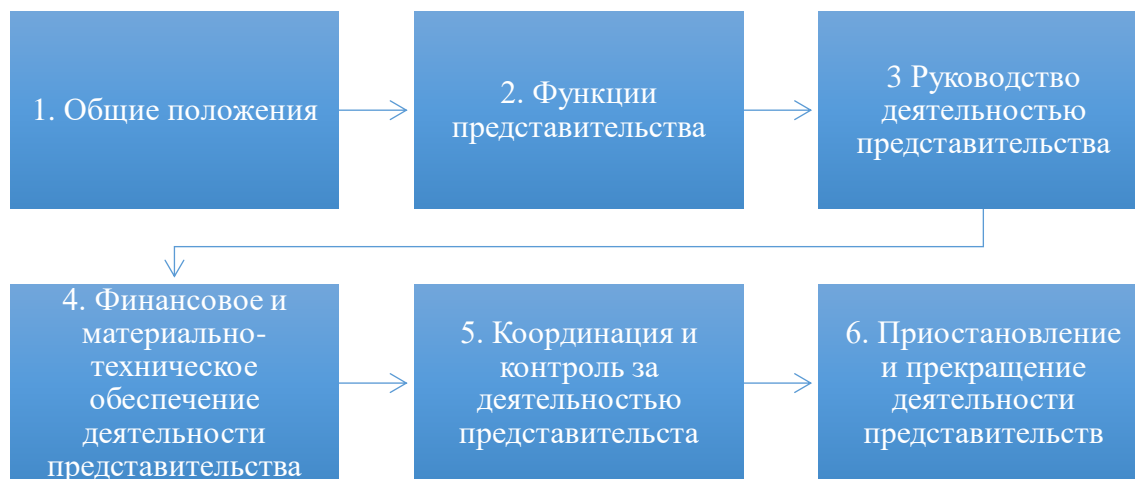 1. Общие положения
2. Функции
представительства
3 Руководство
деятельностью
представительства
4. Финансовое и
материально-
техническое
обеспечение
деятельности
представительства
5. Координация и
контроль за
деятельностью
представительста
6. Приостановление
и прекращение
деятельности
представительств